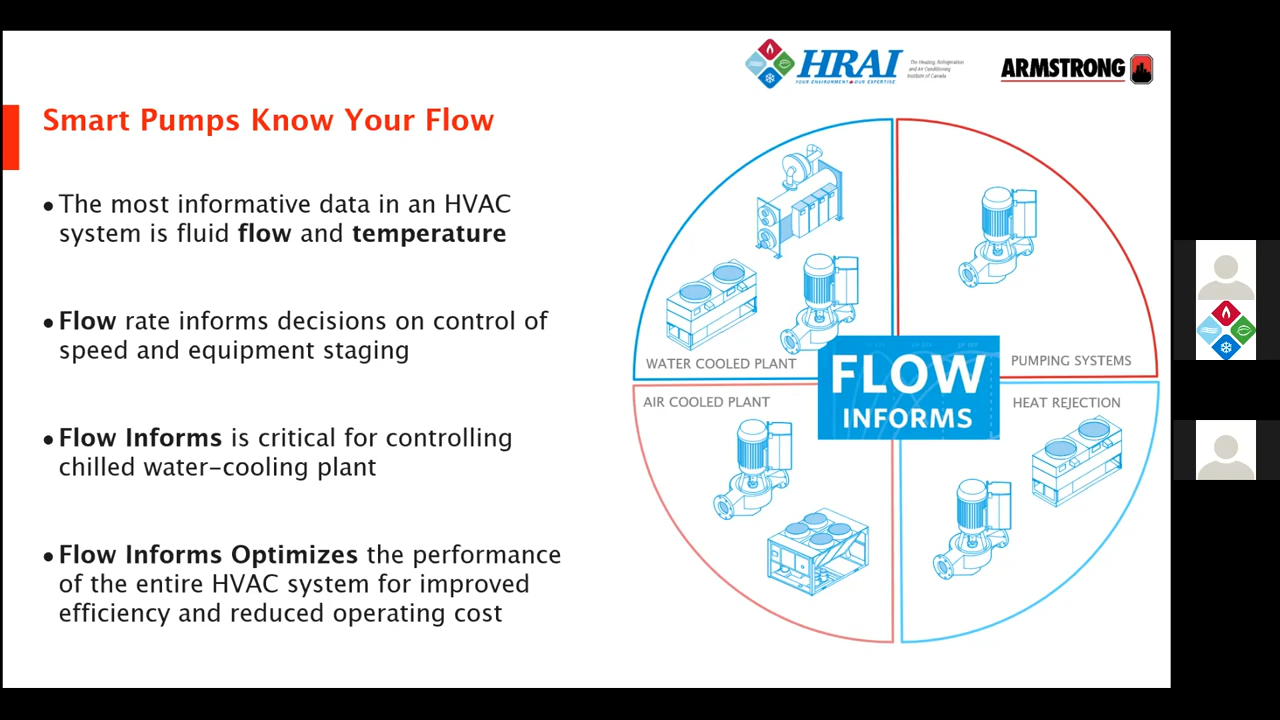 HRAI
YOUR ENVIRONMENT OUR EXPERTISE
The Heating, Refrigeration
and Air Conditioning
Institute of Canada
ARMSTRONG
Smart Pumps Know Your Flow
• The most informative data in an HVAC
system is fluid flow and temperature
• Flow rate informs decisions on control of
speed and equipment staging
• Flow Informs is critical for controlling
chilled water-cooling plant
• Flow Informs Optimizes the performance
of the entire HVAC system for improved
efficiency and reduced operating cost
WATER COOLED PLANT
PUMPING SYSTEMS
FLOW
INFORMS
AIR COOLED PLANT
HEAT REJECTION